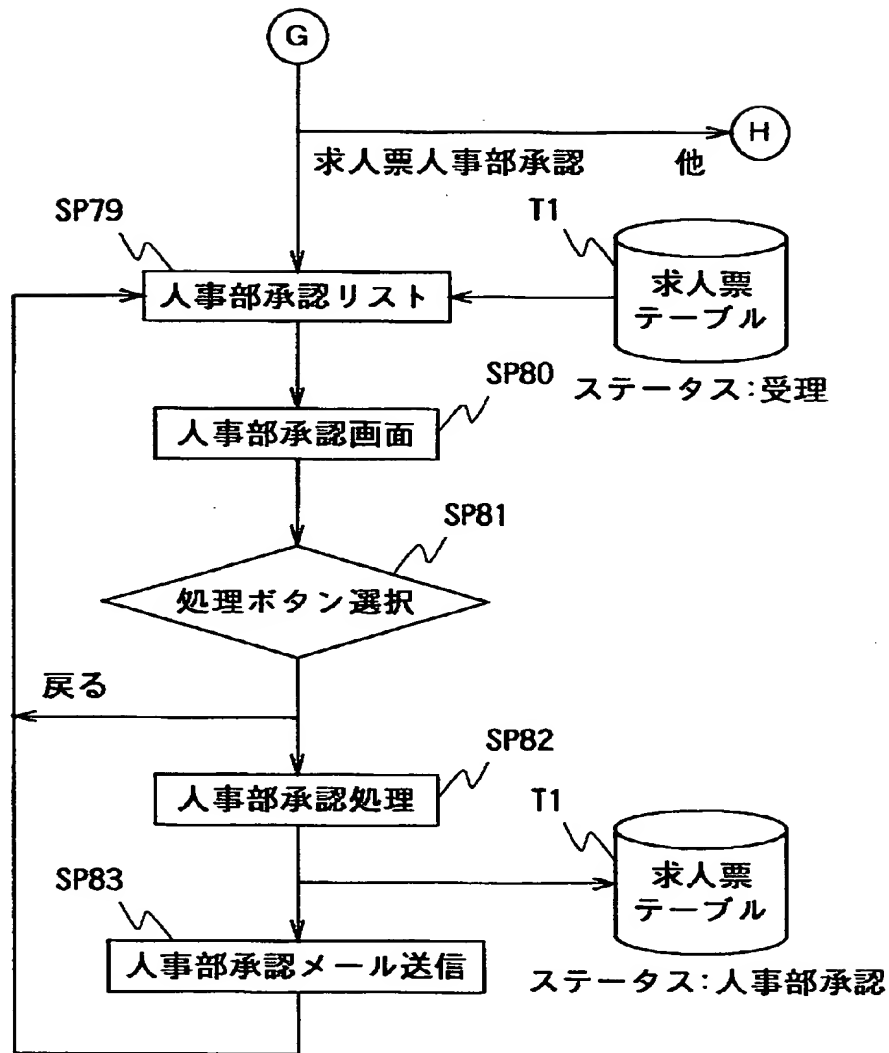 G
H
求人票人事部承認 他
SP79
T1
人事部承認リスト
求人票
テーブル
SP80
ステータス:受理
人事部承認画面
SP81
処理ボタン選択
戻る
SP82
人事部承認処理
T1
求人票
テーブル
SP83
人事部承認メール送信
ステータス:人事部承認